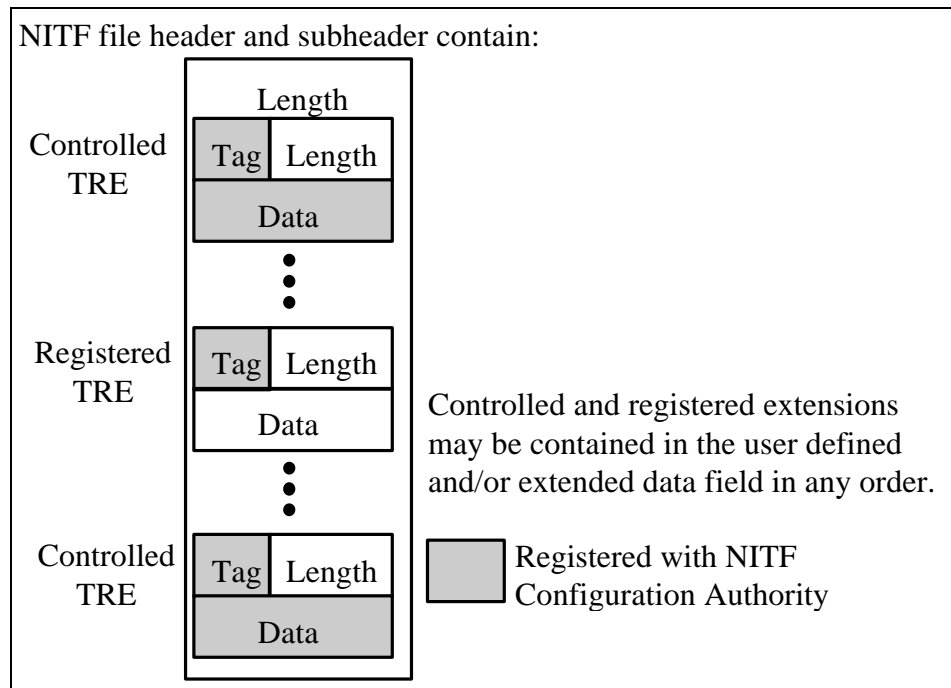 NITF file header and subheader contain:
Length
Controlled
TRE
Tag Length
Data
Registered
TRE
Tag Length
Data
Controlled and registered extensions
may be contained in the user defined
and/or extended data field in any order.
Controlled
TRE
Tag Length
Data
Registered with NITF
Configuration Authority